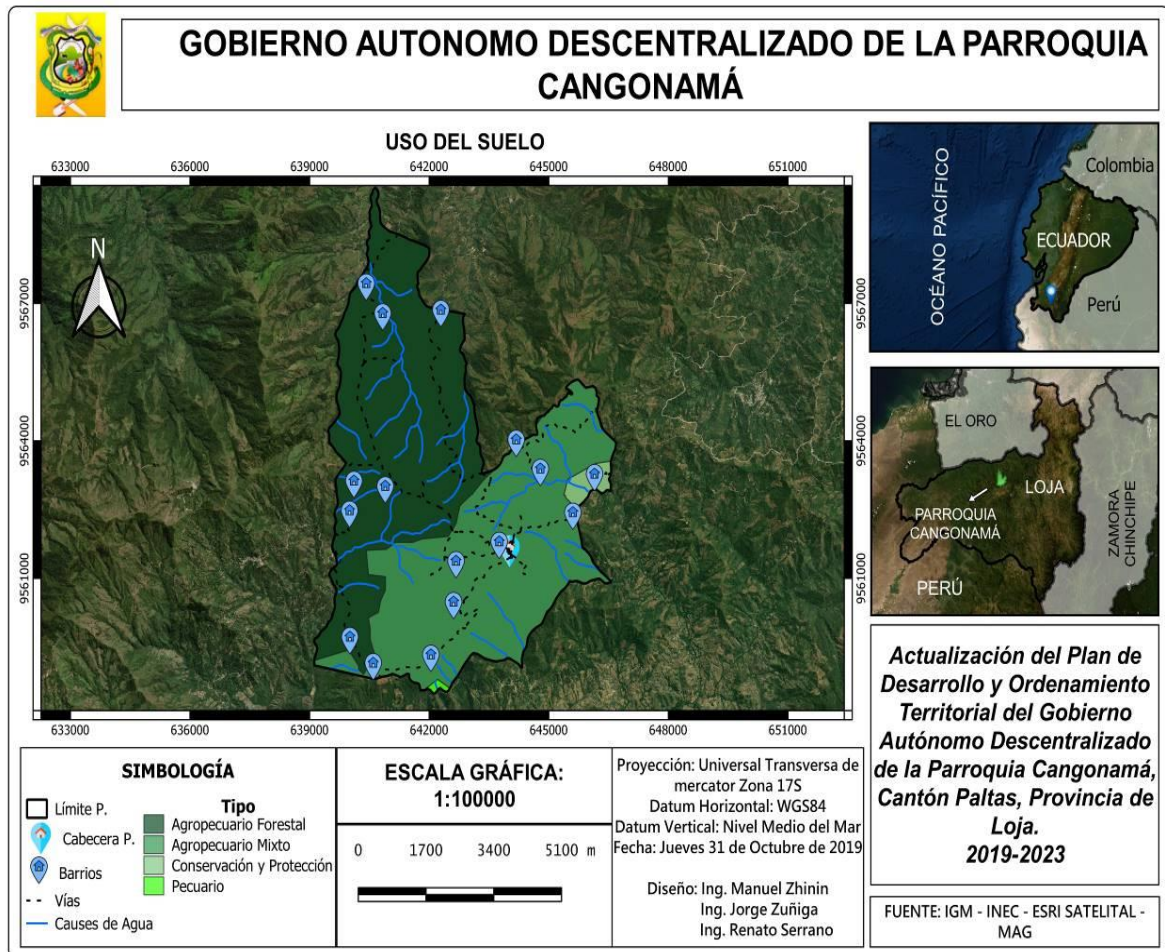 GOBIERNO AUTONOMO DESCENTRALIZADO DE LA PARROQUIA
CANGONAMÁ
USO DEL SUELO
633000 636000 639000 642000 645000 648000 651000
N
9567000
9564000
9561000
9567000
9564000
9561000
633000 636000 639000 642000 645000 648000 651000
OCÉANO PACÍFICO
Colombia
ECUADOR
Perú
EL ORO
LOJA
PARROQUIA
CANGONAMÁ
ZAMORA
CHINCHIPE
PERÚ
SIMBOLOGÍA
Límite P.
Cabecera P.
Barrios
Vías
Causes de Agua
Tipo
Agropecuario Forestal
Agropecuario Mixto
Conservación y Protección
Pecuario
ESCALA GRÁFICA:
1:100000
0 1700 3400 5100 m
Proyección: Universal Transversa de
mercator Zona 17S
Datum Horizontal: WGS84
Datum Vertical: Nivel Medio del Mar
Fecha: Jueves 31 de Octubre de 2019
Diseño: Ing. Manuel Zhinin
Ing. Jorge Zuñiga
Ing. Renato Serrano
Actualización del Plan de
Desarrollo y Ordenamiento
Territorial del Gobierno
Autónomo Descentralizado
de la Parroquia Cangonamá,
Cantón Paltas, Provincia de
Loja.
2019-2023
FUENTE: IGM - INEC - ESRI SATELITAL -
MAG